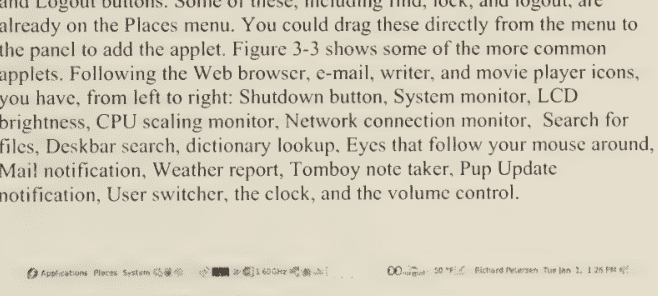 and Logout buttons. Some of these, including find, lock, and logout, are
already on the Places menu. You could drag these directly from the menu to
the panel to add the applet. Figure 3-3 shows some of the more common
applets. Following the Web browser, e-mail, writer, and movie player icons,
you have, from left to right: Shutdown button, System monitor, LCD
brightness, CPU scaling monitor, Network connection monitor, Search for
files, Deskbar search, dictionary lookup, Eyes that follow your mouse around,
Mail notification, Weather report, Tomboy note taker, Pup Update
notification, User switcher, the clock, and the volume control.
Applications Places System 1.60GHz 50 °F Richard Petersen Tue Jan 1, 1:26 PM